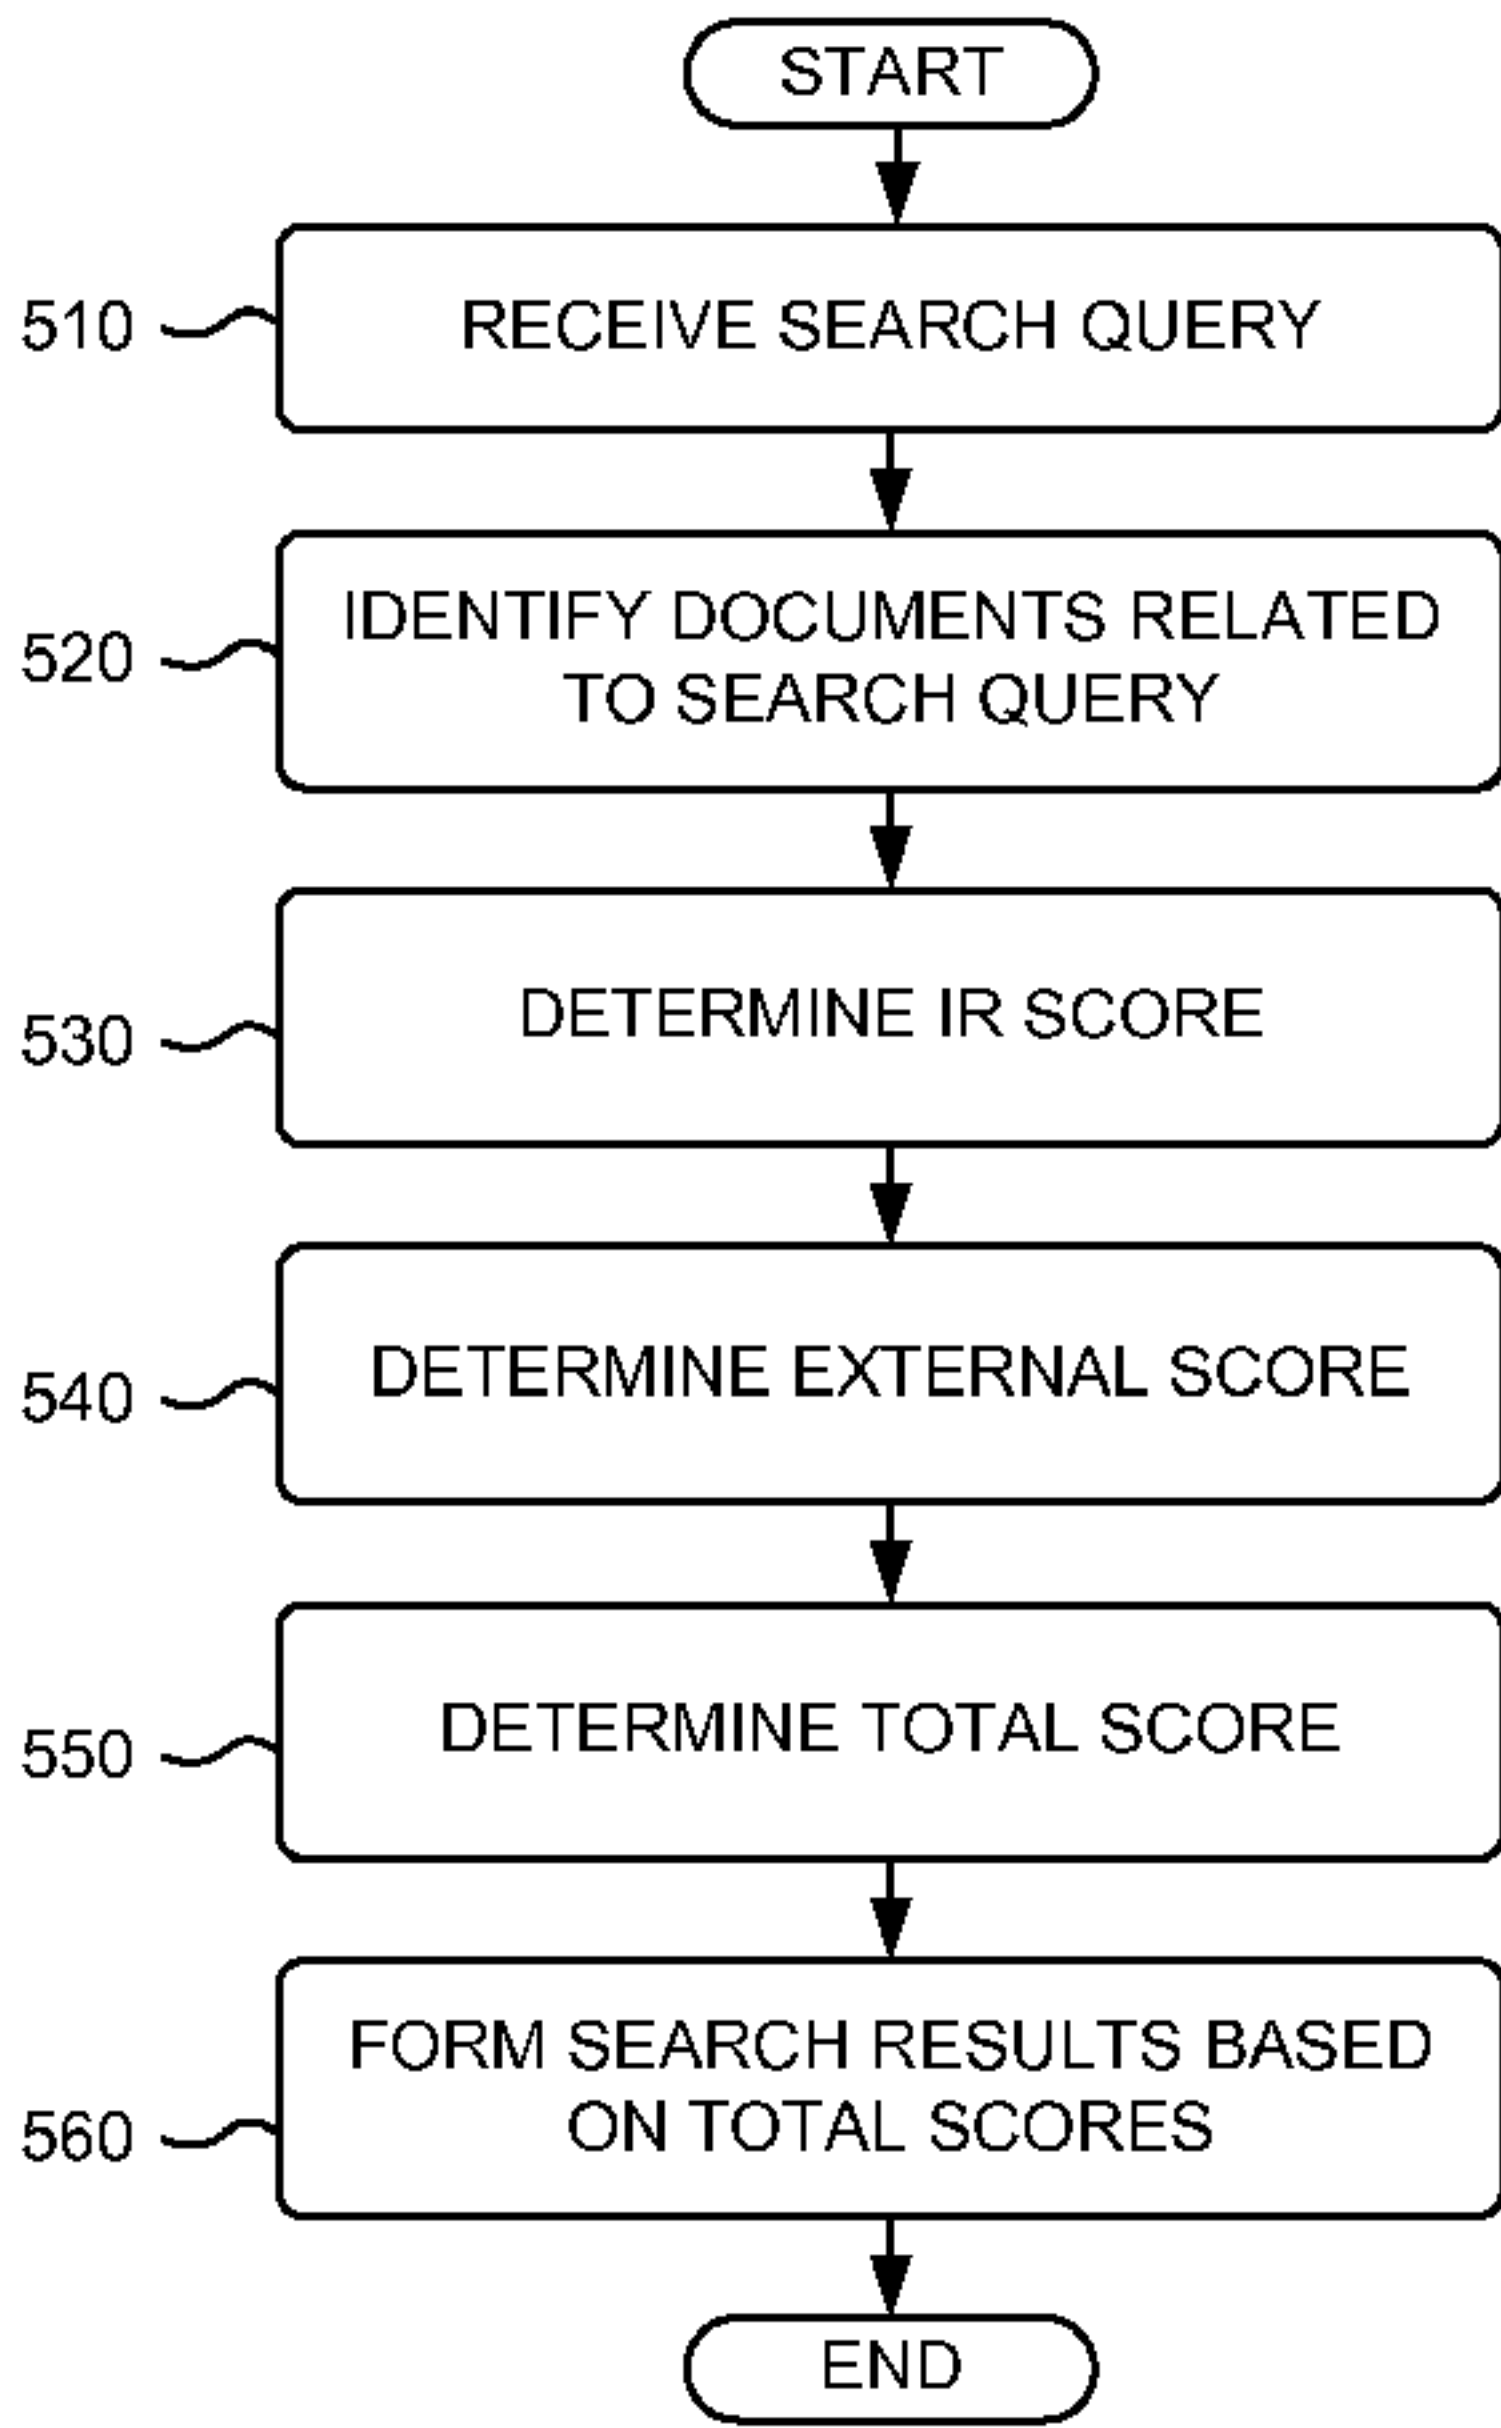 START
510
RECEIVE SEARCH QUERY
520
IDENTIFY DOCUMENTS RELATED
TO SEARCH QUERY
530
DETERMINE IR SCORE
540
DETERMINE EXTERNAL SCORE
550
DETERMINE TOTAL SCORE
560
FORM SEARCH RESULTS BASED
ON TOTAL SCORES
END